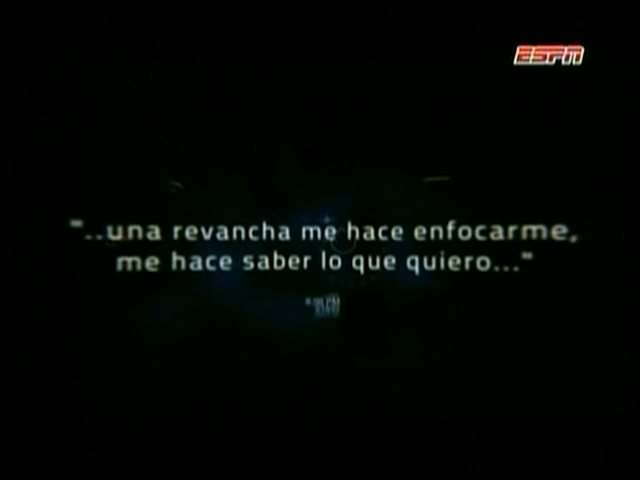 ESPN
"..una revancha me hace enfocarme,
me hace saber lo que quiero..."